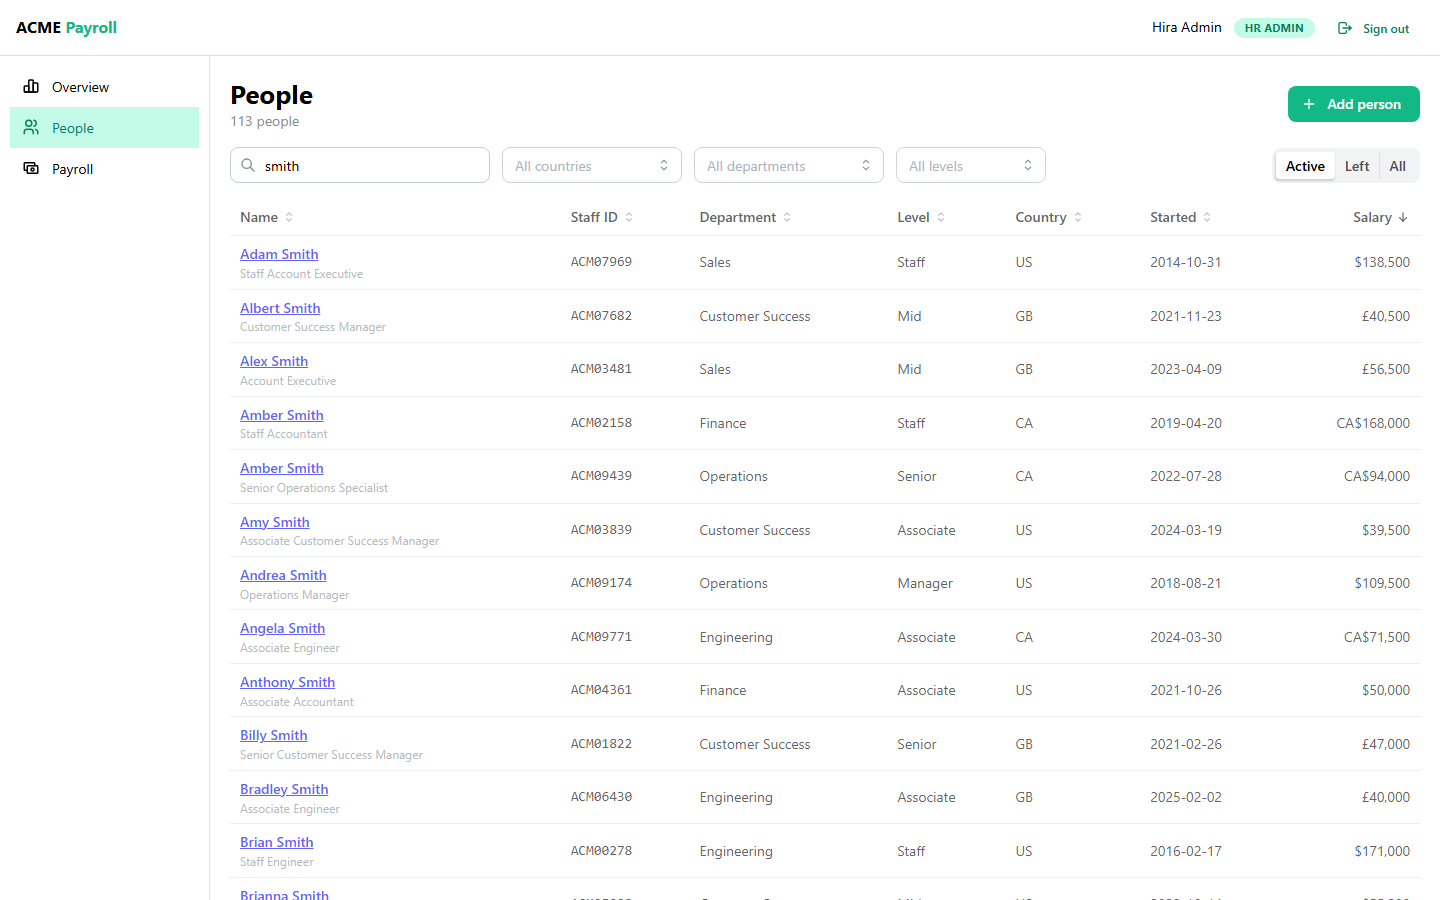 ACME Payroll
Hira Admin HR ADMIN Sign out
Overview
People
Payroll
People
113 people
Add person
smith All countries All departments All levels Active Left All
Name Staff ID Department Level Country Started Salary
Adam Smith
Staff Account Executive
ACM07969 Sales Staff US 2014-10-31 $138,500
Albert Smith
Customer Success Manager
ACM07682 Customer Success Mid GB 2021-11-23 £40,500
Alex Smith
Account Executive
ACM03481 Sales Mid GB 2023-04-09 £56,500
Amber Smith
Staff Accountant
ACM02158 Finance Staff CA 2019-04-20 CA$168,000
Amber Smith
Senior Operations Specialist
ACM09439 Operations Senior CA 2022-07-28 CA$94,000
Amy Smith
Associate Customer Success Manager
ACM03839 Customer Success Associate US 2024-03-19 $39,500
Andrea Smith
Operations Manager
ACM09174 Operations Manager US 2018-08-21 $109,500
Angela Smith
Associate Engineer
ACM09771 Engineering Associate CA 2024-03-30 CA$71,500
Anthony Smith
Associate Accountant
ACM04361 Finance Associate US 2021-10-26 $50,000
Billy Smith
Senior Customer Success Manager
ACM01822 Customer Success Senior GB 2021-02-26 £47,000
Bradley Smith
Associate Engineer
ACM06430 Engineering Associate GB 2025-02-02 £40,000
Brian Smith
Staff Engineer
ACM00278 Engineering Staff US 2016-02-17 $171,000
Brianna Smith